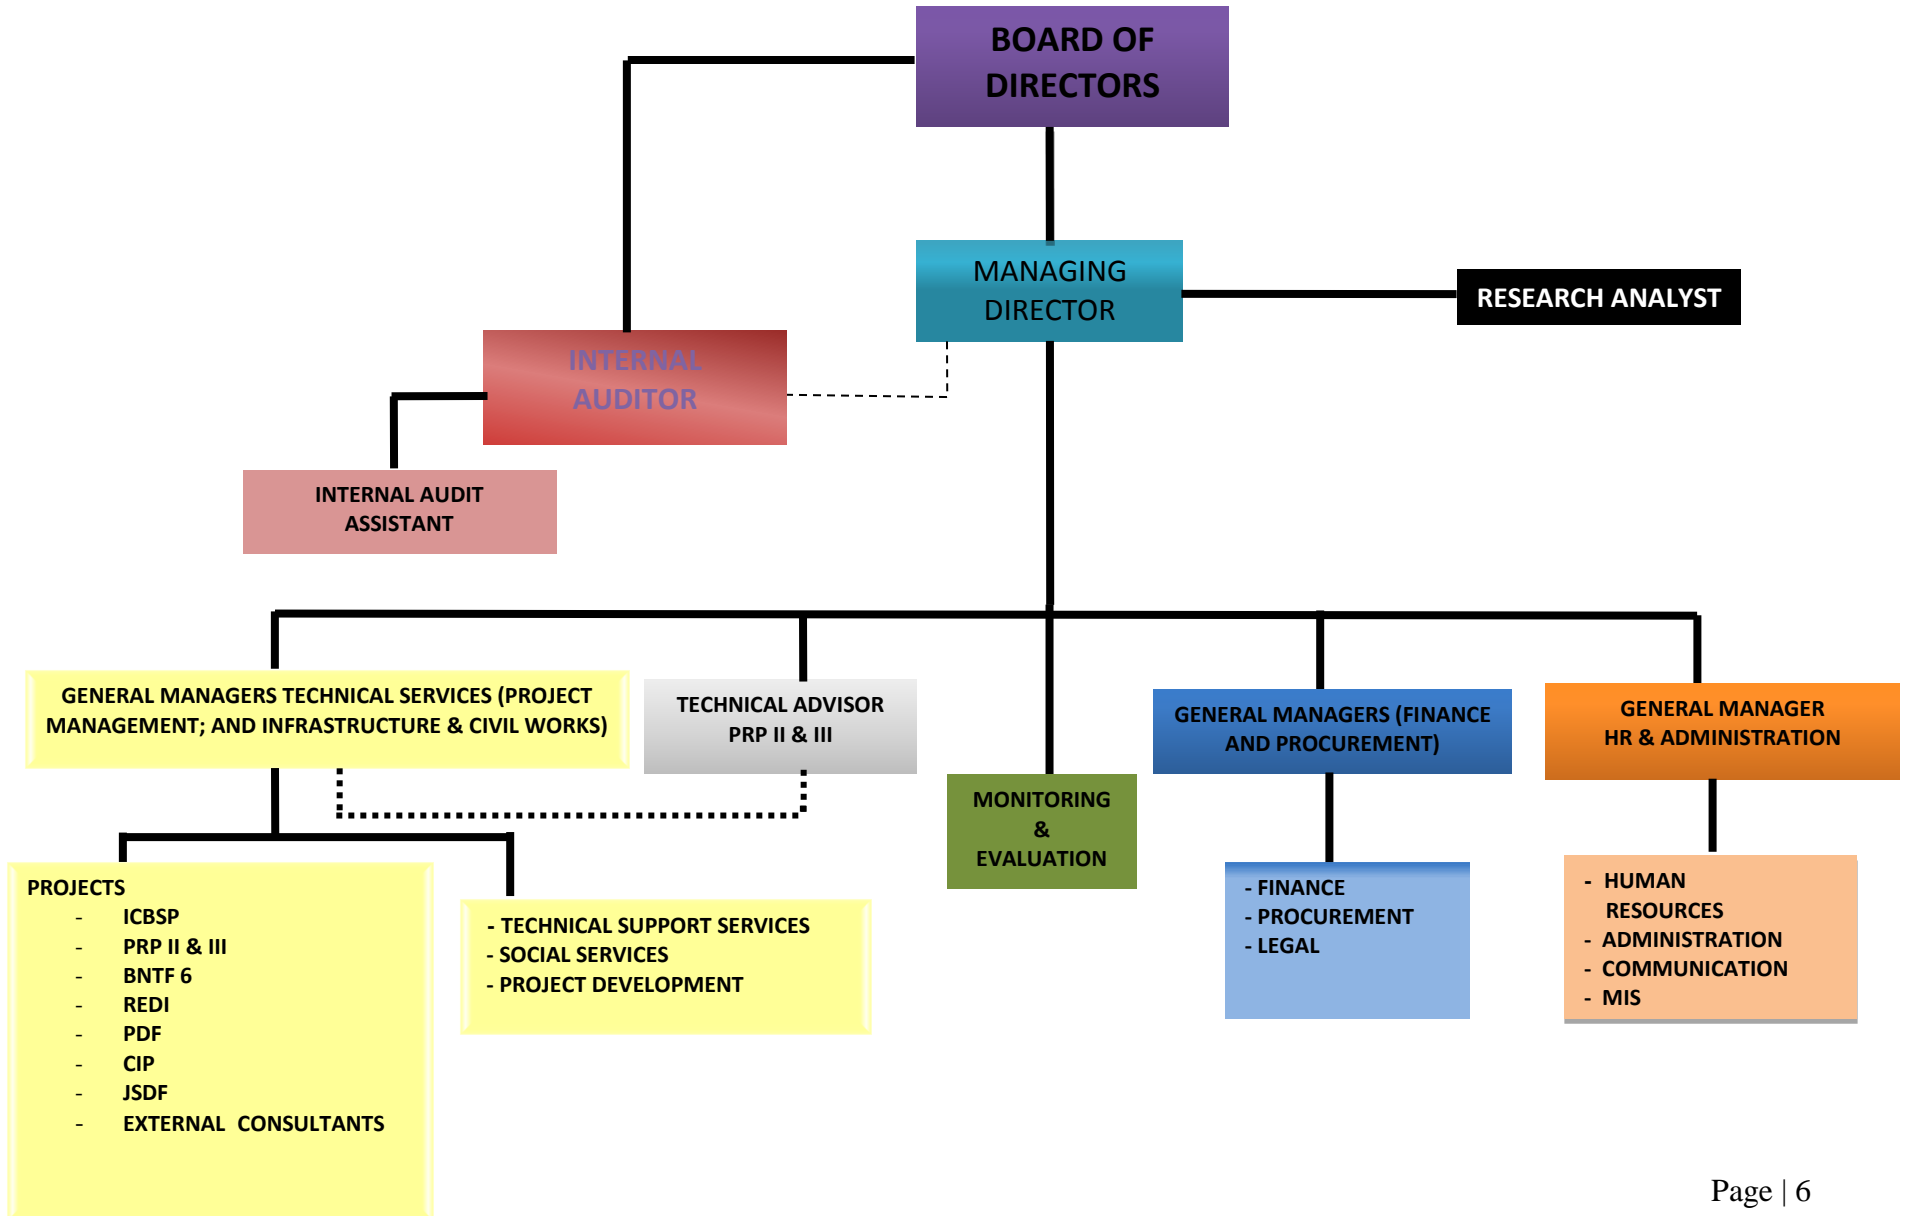 BOARD OF
DIRECTORS
MANAGING
DIRECTOR
RESEARCH ANALYST
INTERNAL
AUDITOR
INTERNAL AUDIT
ASSISTANT
GENERAL MANAGERS TECHNICAL SERVICES (PROJECT
MANAGEMENT; AND INFRASTRUCTURE & CIVIL WORKS)
TECHNICAL ADVISOR
PRP II & III
GENERAL MANAGERS (FINANCE
AND PROCUREMENT)
GENERAL MANAGER
HR & ADMINISTRATION
MONITORING
&
EVALUATION
PROJECTS
- ICBSP
- PRP II & III
- BNTF 6
- REDI
- PDF
- CIP
- JSDF
- EXTERNAL CONSULTANTS
- TECHNICAL SUPPORT SERVICES
- SOCIAL SERVICES
- PROJECT DEVELOPMENT
- FINANCE
- PROCUREMENT
- LEGAL
- HUMAN
RESOURCES
- ADMINISTRATION
- COMMUNICATION
- MIS
Page | 6